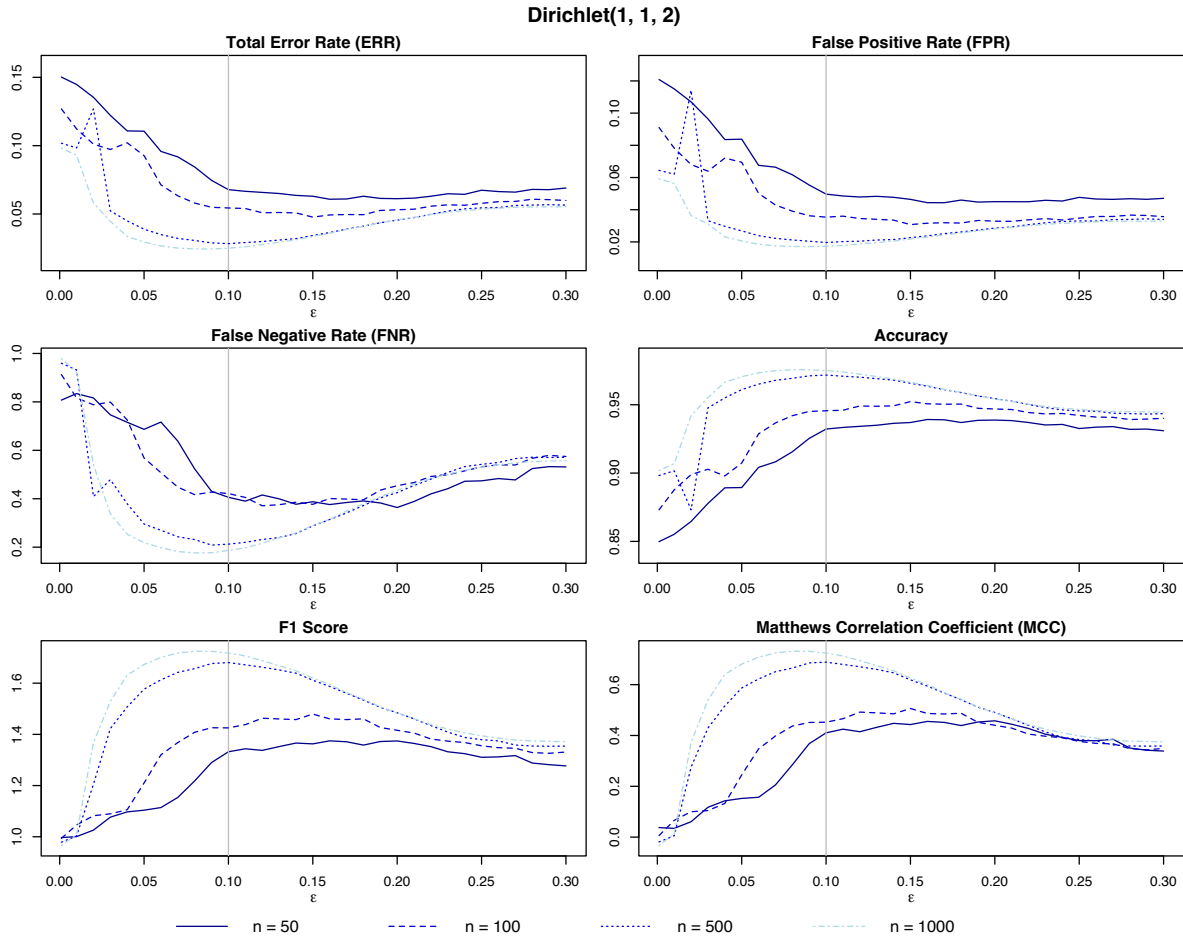 Dirichlet(1, 1, 2)
Total Error Rate (ERR)
0.15
0.10
0.05
0.00 0.05 0.10 0.15 0.20 0.25 0.30
ε
False Positive Rate (FPR)
0.10
0.06
0.02
0.00 0.05 0.10 0.15 0.20 0.25 0.30
ε
False Negative Rate (FNR)
1.0
0.8
0.6
0.4
0.2
0.00 0.05 0.10 0.15 0.20 0.25 0.30
ε
Accuracy
0.95
0.90
0.85
0.00 0.05 0.10 0.15 0.20 0.25 0.30
ε
F1 Score
1.6
1.4
1.2
1.0
0.00 0.05 0.10 0.15 0.20 0.25 0.30
ε
Matthews Correlation Coefficient (MCC)
0.6
0.4
0.2
0.0
0.00 0.05 0.10 0.15 0.20 0.25 0.30
ε
n = 50 n = 100 n = 500 n = 1000